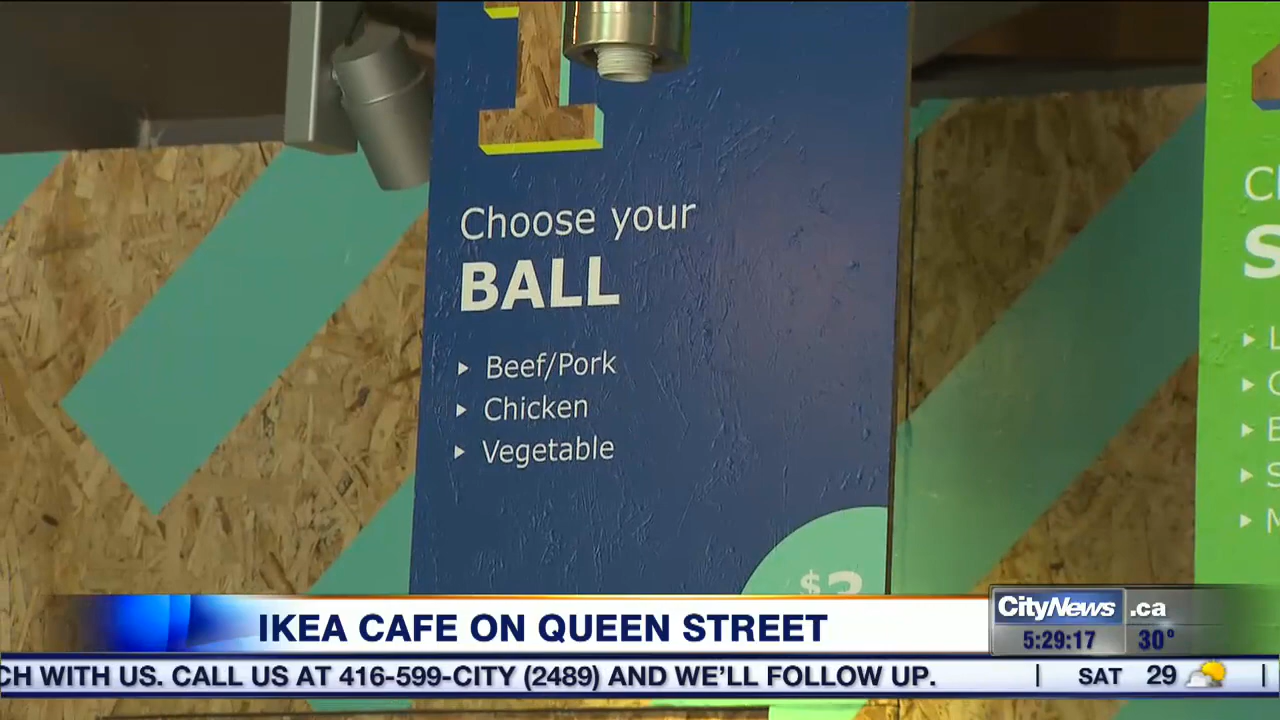 1
Choose your
BALL
Beef/Pork
Chicken
Vegetable
IKEA CAFE ON QUEEN STREET
CityNews .ca
5:29:17 30°
WITH US. CALL US AT 416-599-CITY (2489) AND WE'LL FOLLOW UP. | SAT 29 |